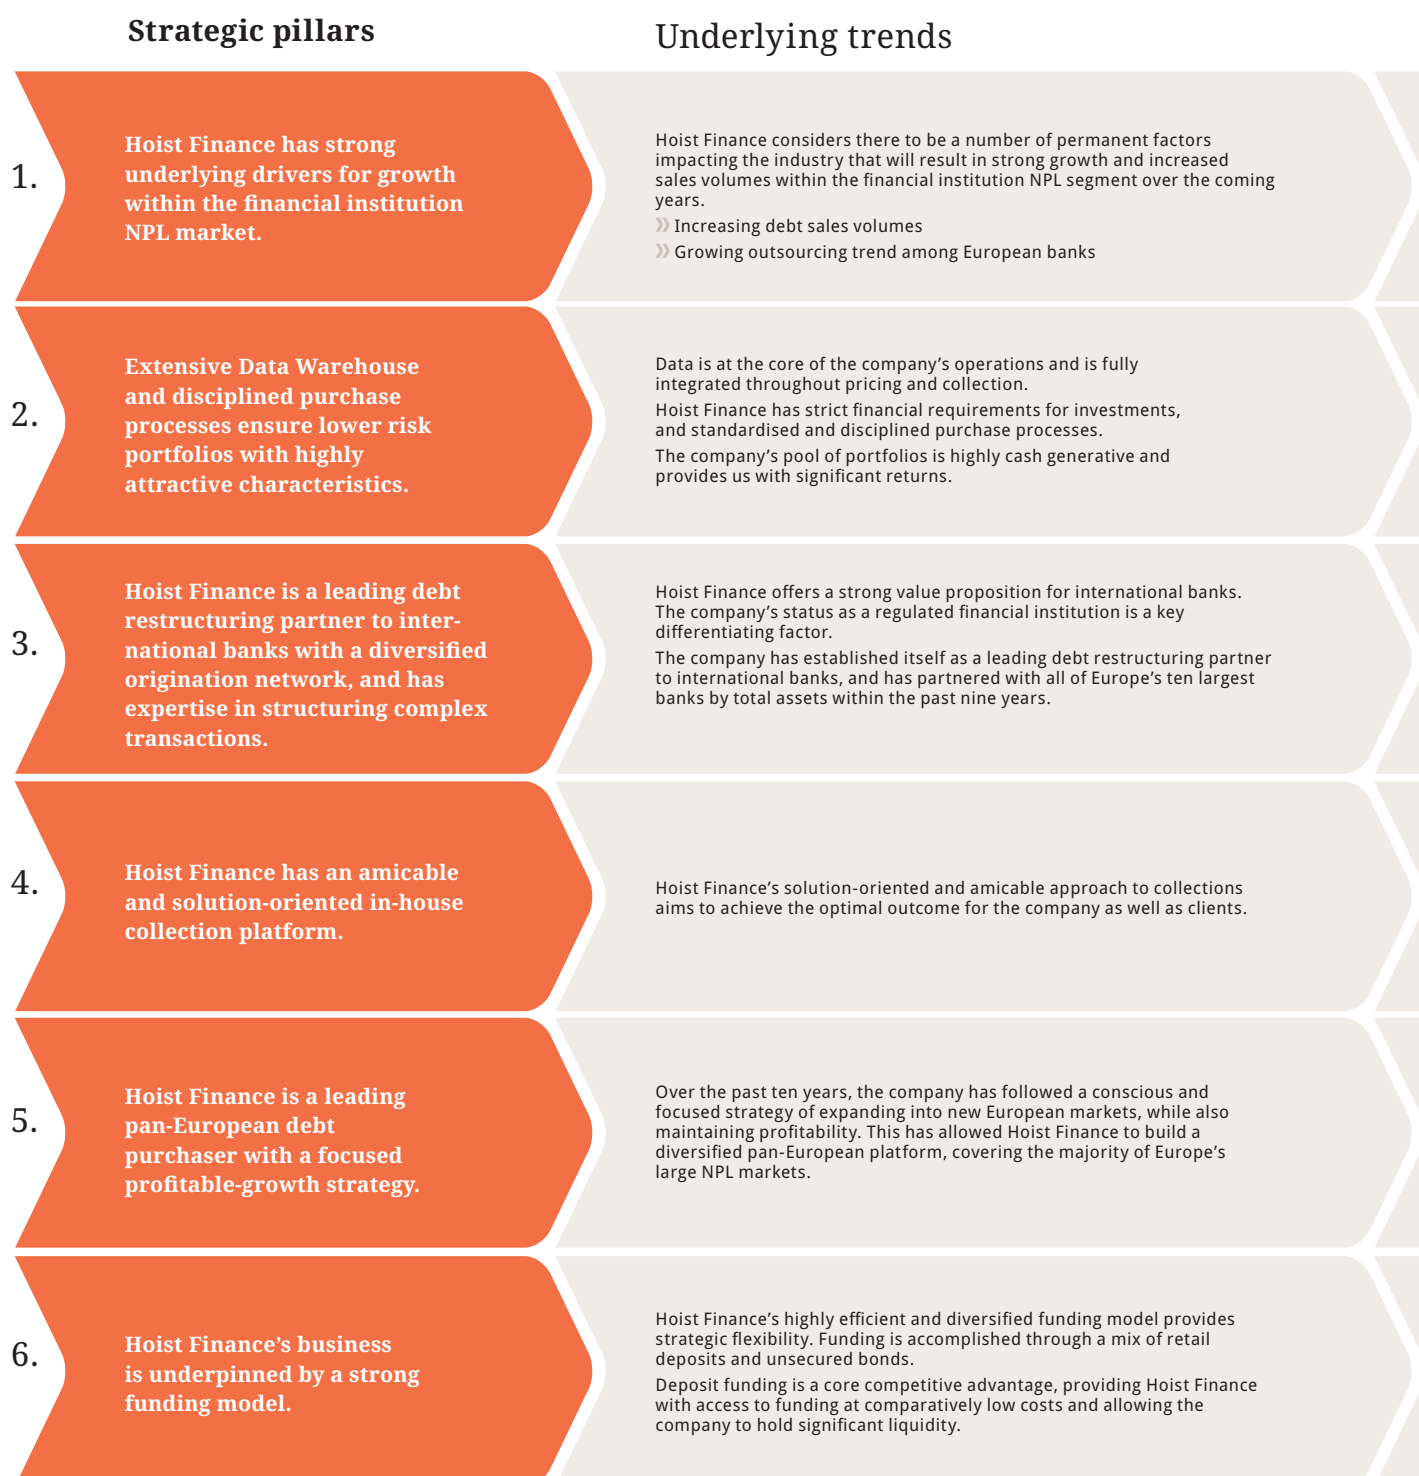 Strategic pillars
Underlying trends
1.
Hoist Finance has strong
underlying drivers for growth
within the financial institution
NPL market.
Hoist Finance considers there to be a number of permanent factors
impacting the industry that will result in strong growth and increased
sales volumes within the financial institution NPL segment over the coming
years.
» Increasing debt sales volumes
» Growing outsourcing trend among European banks
2.
Extensive Data Warehouse
and disciplined purchase
processes ensure lower risk
portfolios with highly
attractive characteristics.
Data is at the core of the company’s operations and is fully
integrated throughout pricing and collection.
Hoist Finance has strict financial requirements for investments,
and standardised and disciplined purchase processes.
The company’s pool of portfolios is highly cash generative and
provides us with significant returns.
3.
Hoist Finance is a leading debt
restructuring partner to inter-
national banks with a diversified
origination network, and has
expertise in structuring complex
transactions.
Hoist Finance offers a strong value proposition for international banks.
The company’s status as a regulated financial institution is a key
differentiating factor.
The company has established itself as a leading debt restructuring partner
to international banks, and has partnered with all of Europe’s ten largest
banks by total assets within the past nine years.
4.
Hoist Finance has an amicable
and solution-oriented in-house
collection platform.
Hoist Finance’s solution-oriented and amicable approach to collections
aims to achieve the optimal outcome for the company as well as clients.
5.
Hoist Finance is a leading
pan-European debt
purchaser with a focused
profitable-growth strategy.
Over the past ten years, the company has followed a conscious and
focused strategy of expanding into new European markets, while also
maintaining profitability. This has allowed Hoist Finance to build a
diversified pan-European platform, covering the majority of Europe’s
large NPL markets.
6.
Hoist Finance’s business
is underpinned by a strong
funding model.
Hoist Finance’s highly efficient and diversified funding model provides
strategic flexibility. Funding is accomplished through a mix of retail
deposits and unsecured bonds.
Deposit funding is a core competitive advantage, providing Hoist Finance
with access to funding at comparatively low costs and allowing the
company to hold significant liquidity.